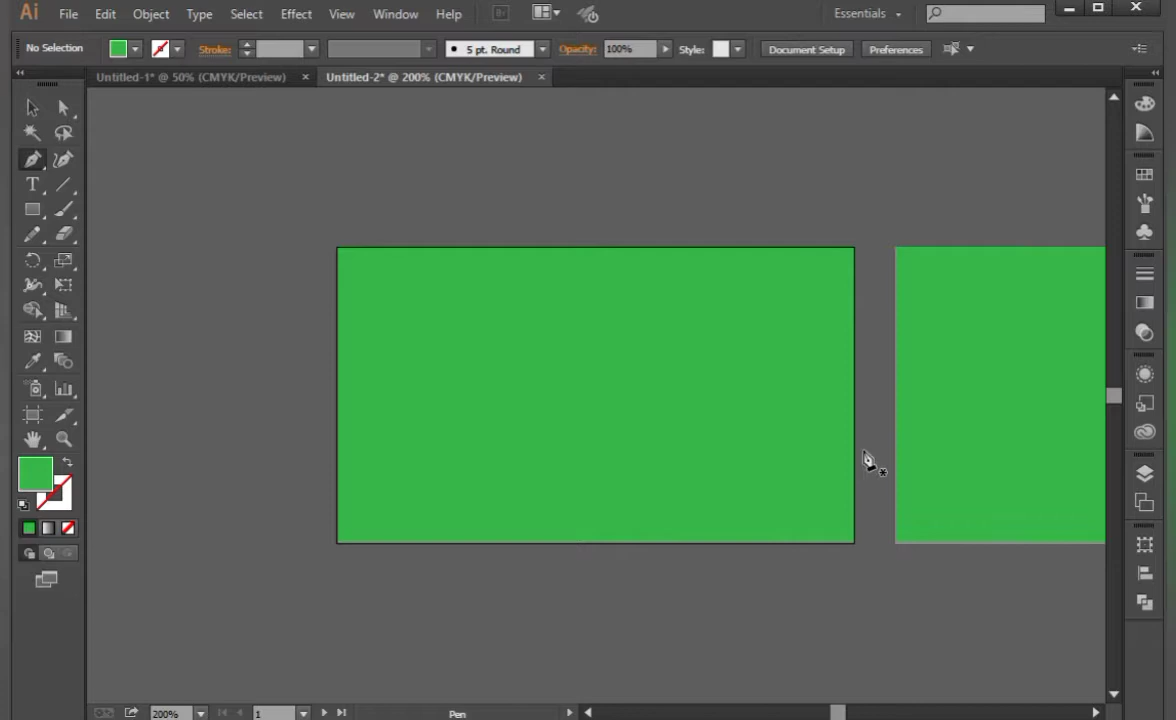 Ai File Edit Object Type Select Effect View Window Help Br Essentials
No Selection Stroke: 5 pt. Round Opacity: 100% Style: Document Setup Preferences
Untitled-1* @ 50% (CMYK/Preview) × Untitled-2* @ 200% (CMYK/Preview) ×
T
200% 1 Pen